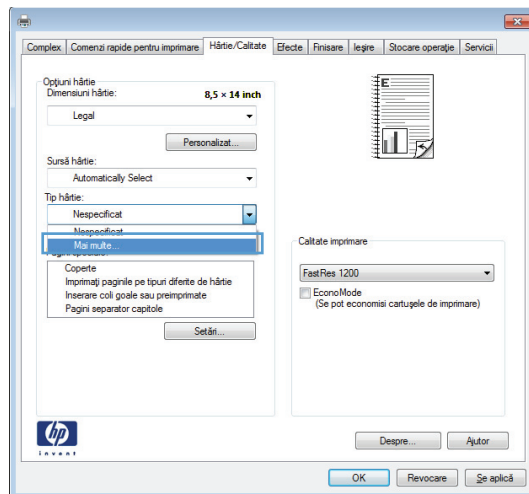 Complex
Comenzi rapide pentru imprimare
Hârtie/Calitate
Efecte
Finisare
Ieşire
Stocare operaţie
Servicii
Opţiuni hârtie
Dimensiuni hârtie:
8,5 × 14 inch
Legal
Personalizat...
Sursă hârtie:
Automatically Select
Tip hârtie:
Nespecificat
Nespecificat
Mai multe...
Pagini speciale:
Coperte
Imprimaţi paginile pe tipuri diferite de hârtie
Inserare coli goale sau preimprimate
Pagini separator capitole
Setări...
E
Calitate imprimare
FastRes 1200
EconoMode
(Se pot economisi cartuşele de imprimare)
hp
invent
Despre...
Ajutor
OK
Revocare
Se aplică